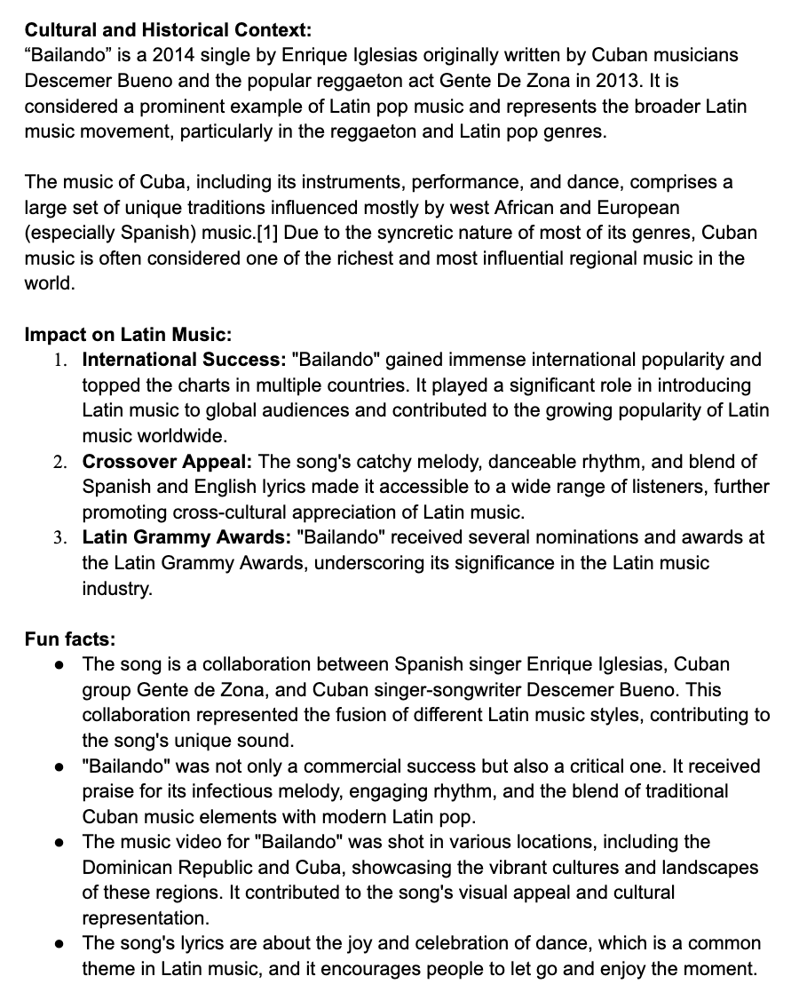 Cultural and Historical Context:
“Bailando” is a 2014 single by Enrique Iglesias originally written by Cuban musicians
Descemer Bueno and the popular reggaeton act Gente De Zona in 2013. It is
considered a prominent example of Latin pop music and represents the broader Latin
music movement, particularly in the reggaeton and Latin pop genres.
The music of Cuba, including its instruments, performance, and dance, comprises a
large set of unique traditions influenced mostly by west African and European
(especially Spanish) music.[1] Due to the syncretic nature of most of its genres, Cuban
music is often considered one of the richest and most influential regional music in the
world.
Impact on Latin Music:
1. International Success: "Bailando" gained immense international popularity and
topped the charts in multiple countries. It played a significant role in introducing
Latin music to global audiences and contributed to the growing popularity of Latin
music worldwide.
2. Crossover Appeal: The song's catchy melody, danceable rhythm, and blend of
Spanish and English lyrics made it accessible to a wide range of listeners, further
promoting cross-cultural appreciation of Latin music.
3. Latin Grammy Awards: "Bailando" received several nominations and awards at
the Latin Grammy Awards, underscoring its significance in the Latin music
industry.
Fun facts:
● The song is a collaboration between Spanish singer Enrique Iglesias, Cuban
group Gente de Zona, and Cuban singer-songwriter Descemer Bueno. This
collaboration represented the fusion of different Latin music styles, contributing to
the song's unique sound.
● "Bailando" was not only a commercial success but also a critical one. It received
praise for its infectious melody, engaging rhythm, and the blend of traditional
Cuban music elements with modern Latin pop.
● The music video for "Bailando" was shot in various locations, including the
Dominican Republic and Cuba, showcasing the vibrant cultures and landscapes
of these regions. It contributed to the song's visual appeal and cultural
representation.
● The song's lyrics are about the joy and celebration of dance, which is a common
theme in Latin music, and it encourages people to let go and enjoy the moment.